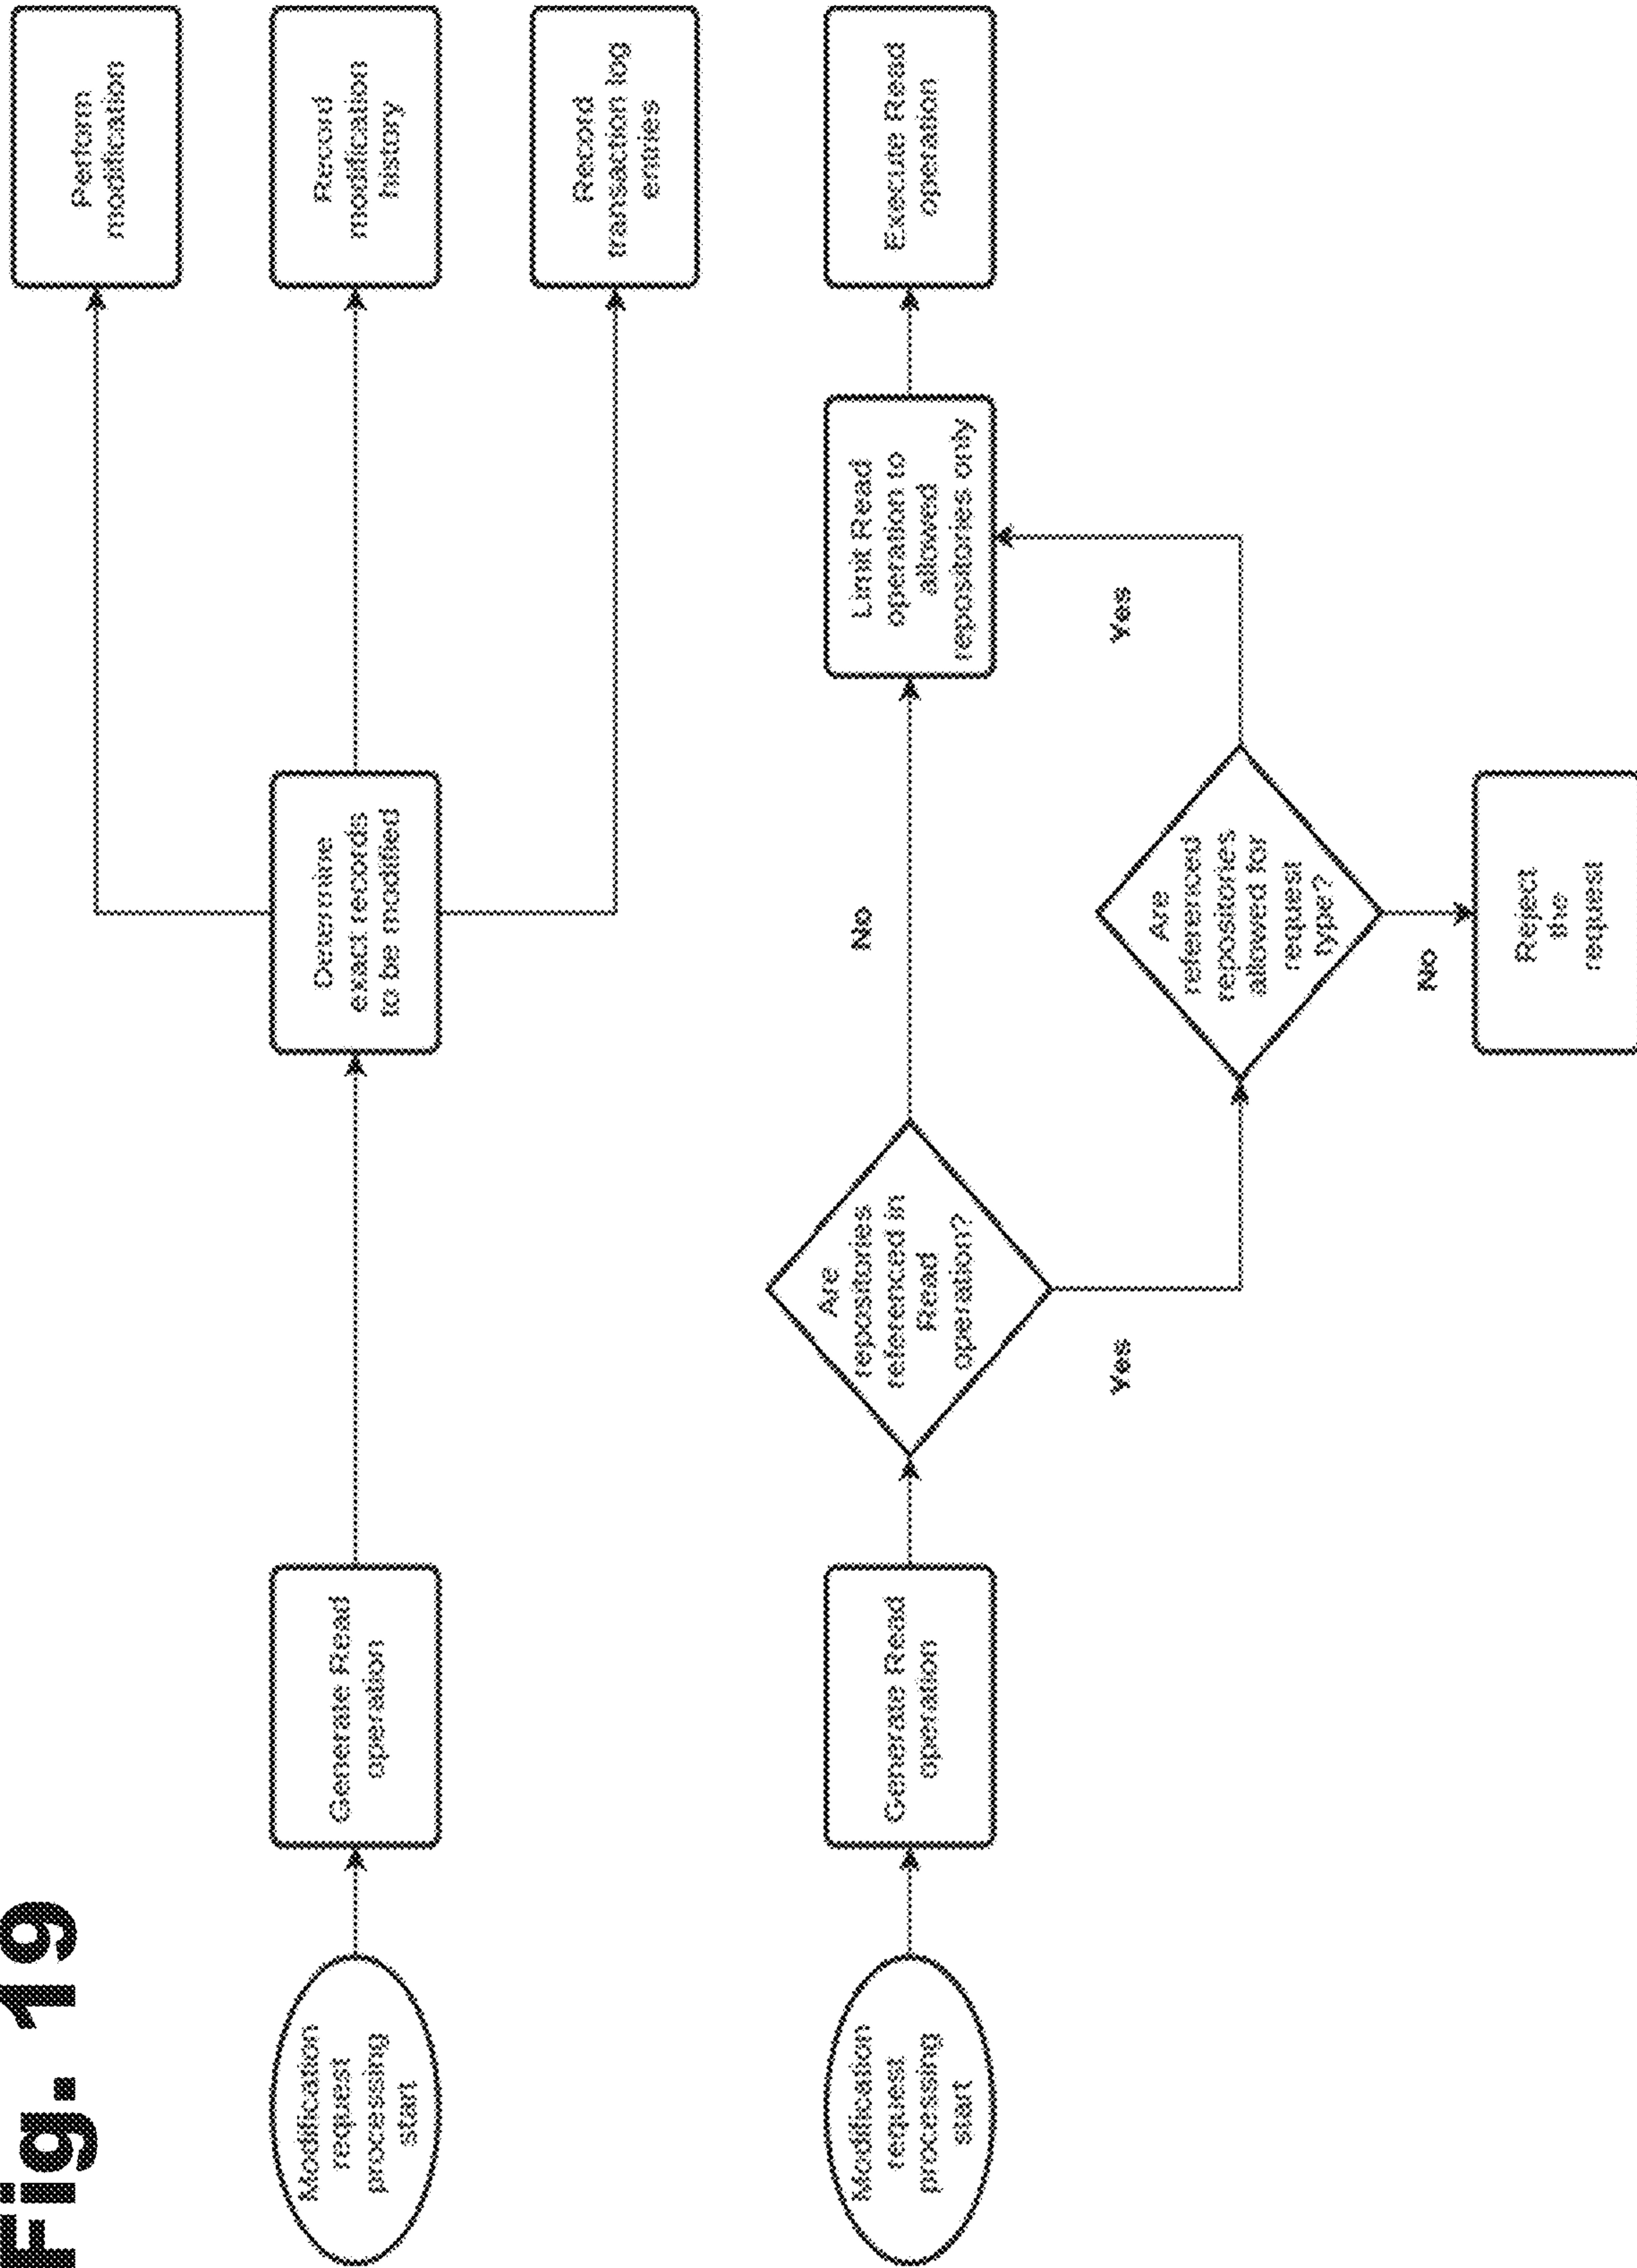 Fig. 19
Modification
request
processing
start
Generate Read
operation
Determine
exact records
to be modified
Perform
modification
Record
modification
history
Record
transaction log
entries
Modification
request
processing
start
Generate Read
operation
Are
repositories
referenced in
Read
operation?
No
Yes
Limit Read
operation to
allowed
repositories only
Execute Read
operation
Are
referenced
repositories
allowed for
request
type?
Yes
No
Reject
the
request